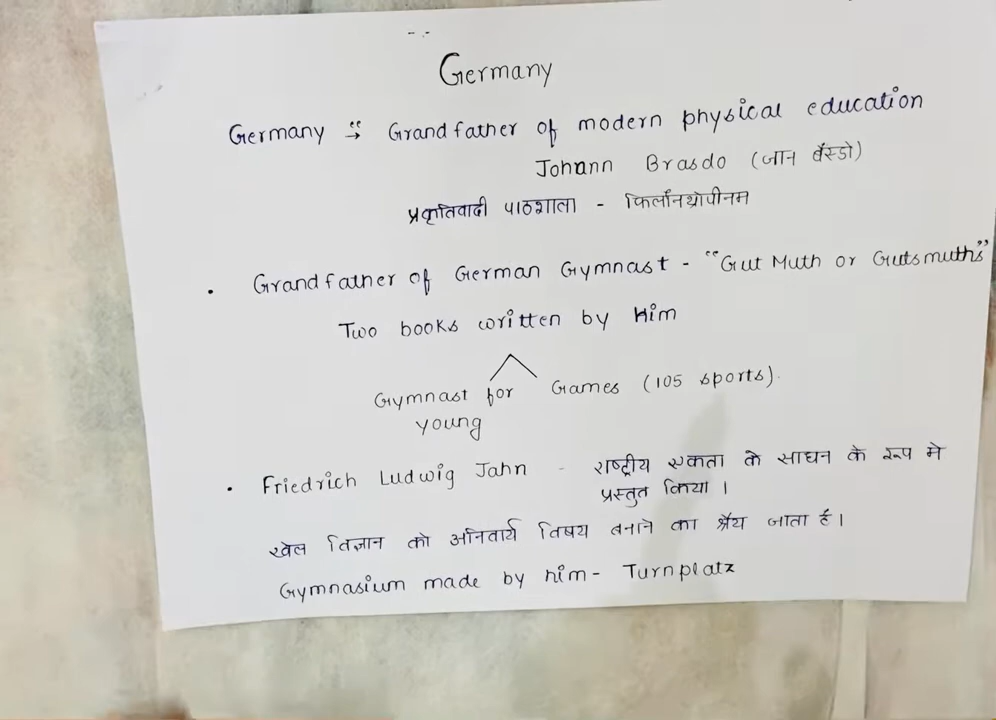 Germany
Germany :→ Grandfather of modern physical education
Johann Brasdo (जान बॅस्डो)
प्रकृतिवादी पाठशाला - फिर्लानथ्रोपीनम
. Grandfather of German Gymnast - "Gut Muth or Gutsmuths"
Two books written by Him
Gymnast for Games (105 sports).
young
. Friedrich Ludwig Jahn - राष्ट्रीय एकता के साधन के रूप मे
प्रस्तुत किया ।
खेल विज्ञान को अनिवार्य विषय बनाने का श्रेय जाता है।
Gymnasium made by him- Turnplatz